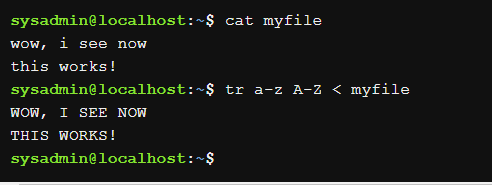 sysadmin@localhost:~$ cat myfile
wow, i see now
this works!
sysadmin@localhost:~$ tr a-z A-Z < myfile
WOW, I SEE NOW
THIS WORKS!
sysadmin@localhost:~$